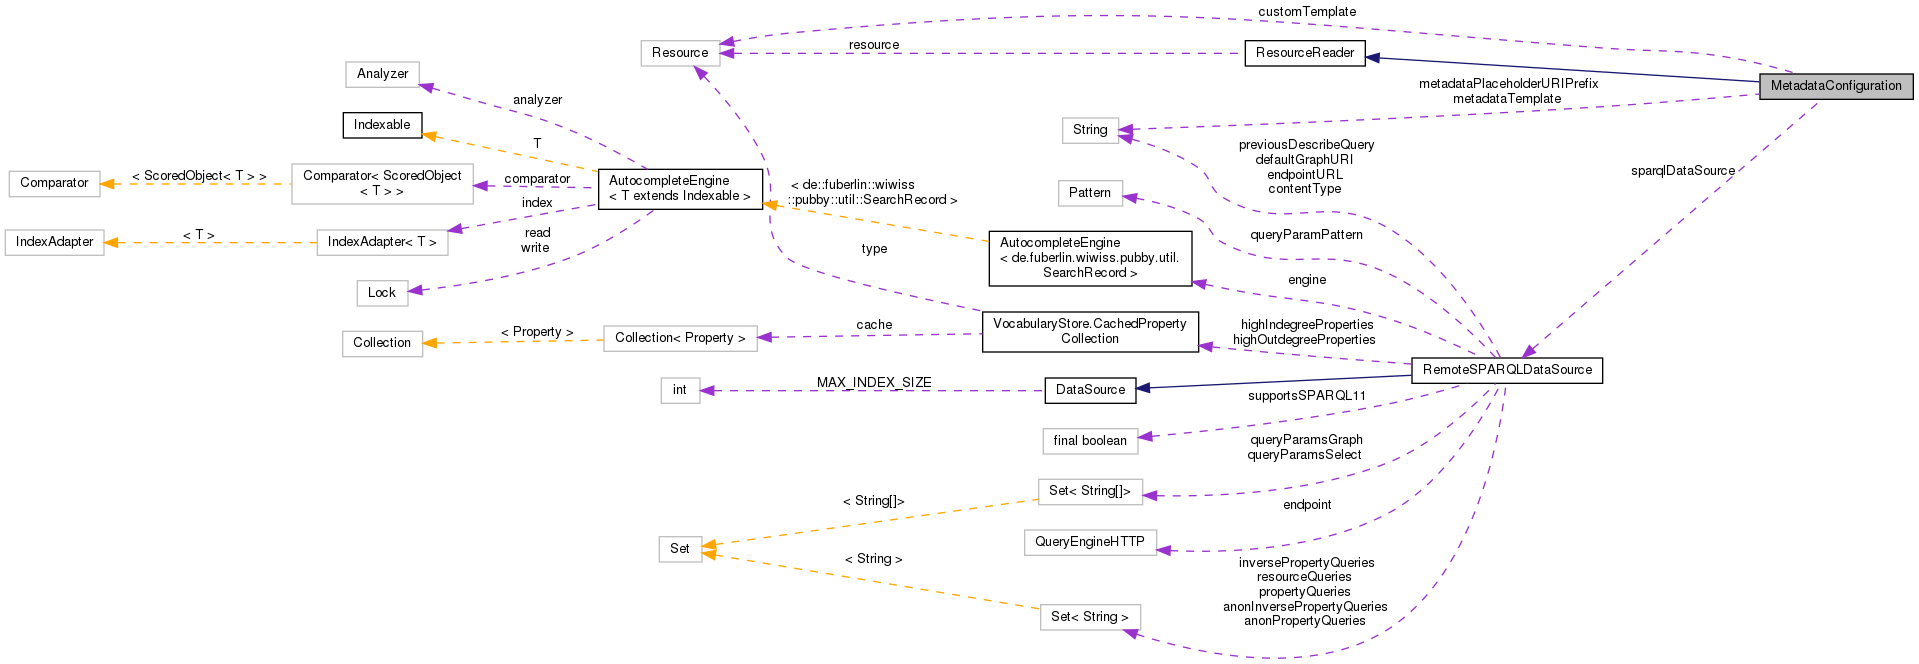 customTemplate
Resource
resource
ResourceReader
Analyzer
MetadataConfiguration
metadataPlaceholderURIPrefix
metadataTemplate
analyzer
Indexable
String
T
previousDescribeQuery
defaultGraphURI
endpointURL
contentType
Comparator
< ScoredObject< T > >
Comparator< ScoredObject
< T > >
comparator
AutocompleteEngine
< T extends Indexable >
< de::fuberlin::wiwiss
::pubby::util::SearchRecord >
Pattern
sparqlDataSource
index
IndexAdapter
< T >
IndexAdapter< T >
read
write
type
AutocompleteEngine
< de.fuberlin.wiwiss.pubby.util.
SearchRecord >
queryParamPattern
engine
Lock
Collection
< Property >
Collection< Property >
cache
VocabularyStore.CachedProperty
Collection
highIndegreeProperties
highOutdegreeProperties
RemoteSPARQLDataSource
int
MAX_INDEX_SIZE
DataSource
supportsSPARQL11
final boolean
queryParamsGraph
queryParamsSelect
< String[]>
Set< String[]>
endpoint
Set
QueryEngineHTTP
< String >
inversePropertyQueries
resourceQueries
propertyQueries
anonInversePropertyQueries
anonPropertyQueries
Set< String >